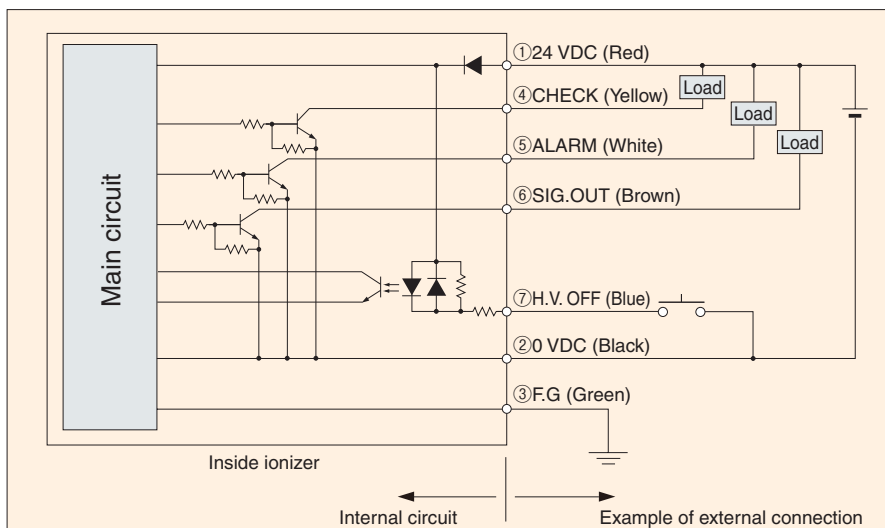 ①24 VDC (Red)
④CHECK (Yellow)
Load
Load
⑤ALARM (White)
Load
⑥SIG.OUT (Brown)
Main circuit
⑦H.V. OFF (Blue)
②0 VDC (Black)
③F.G (Green)
Inside ionizer
Internal circuit
Example of external connection